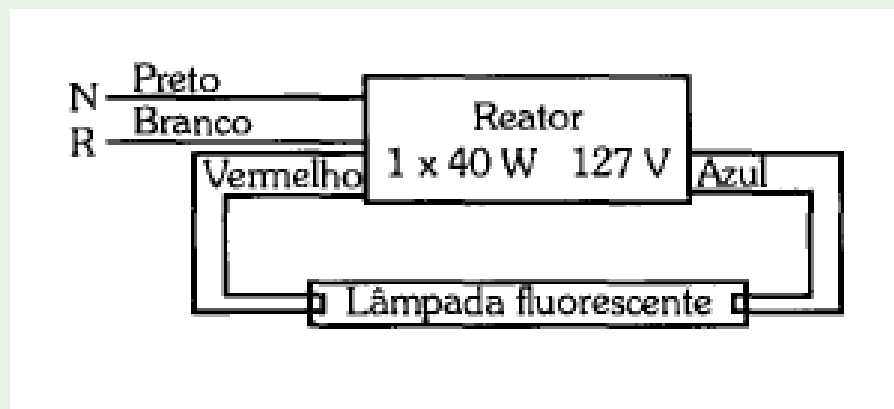 N Preto
R Branco
Reator
1 x 40 W 127 V
Vermelho
Azul
Lâmpada fluorescente